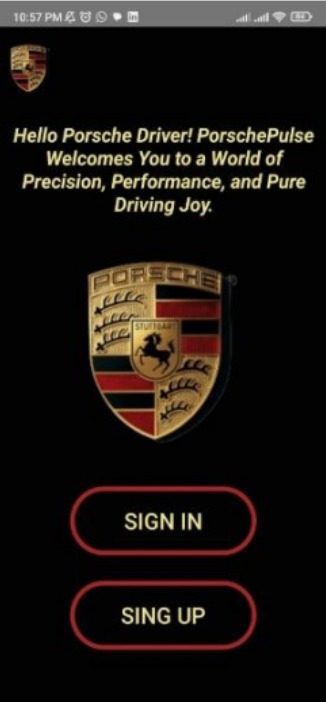 10:57 PM
Hello Porsche Driver! PorschePulse
Welcomes You to a World of
Precision, Performance, and Pure
Driving Joy.
PORSCHE
STUTTGART
SIGN IN
SING UP